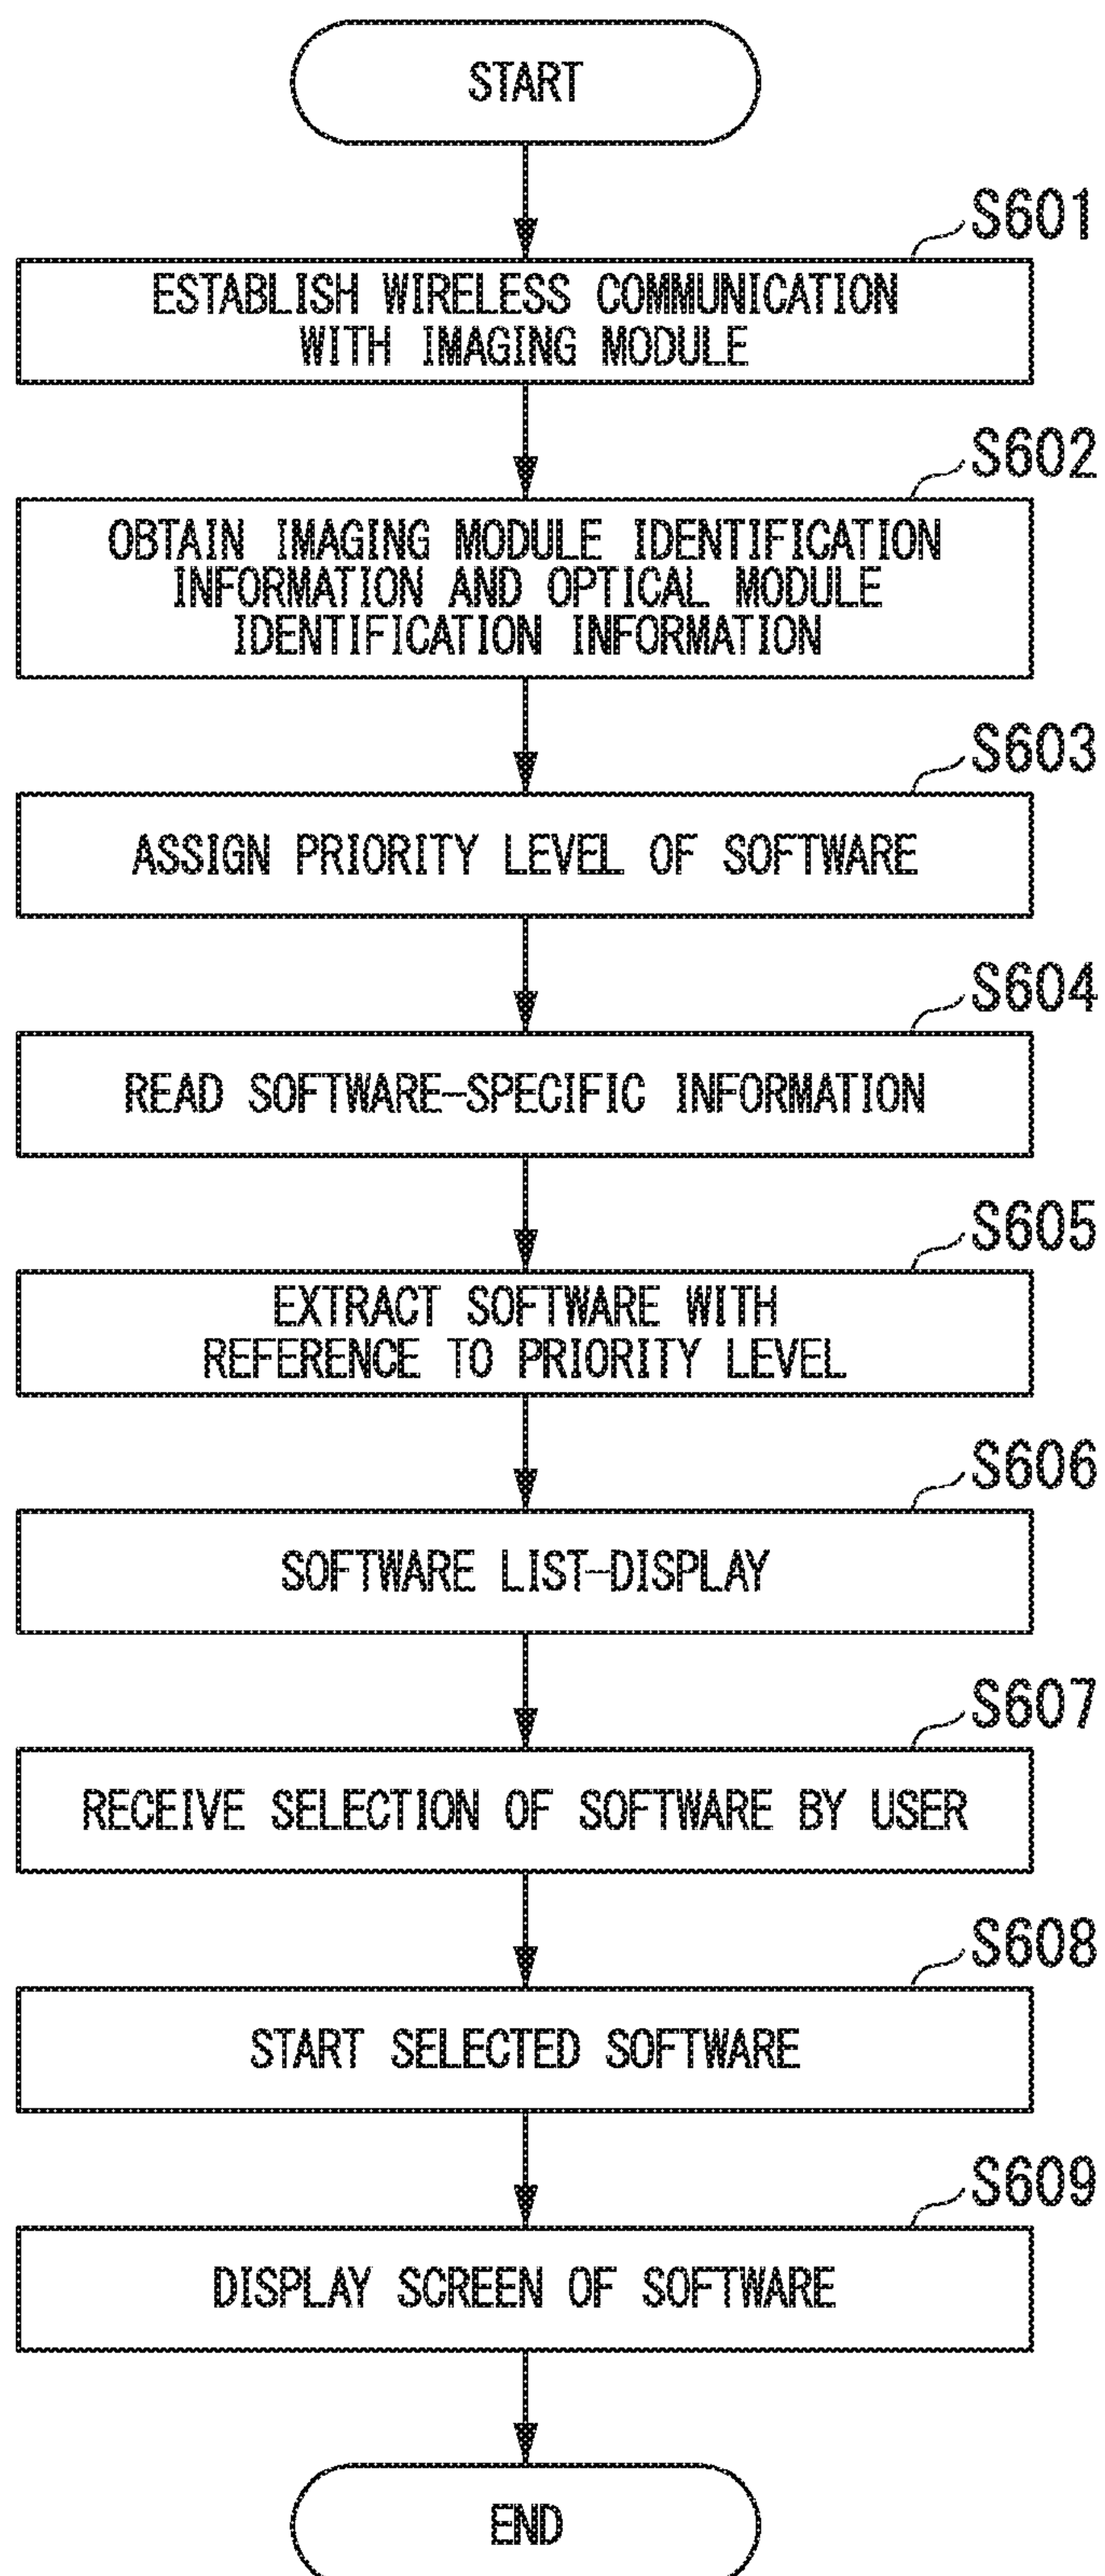 START
S601
ESTABLISH WIRELESS COMMUNICATION
WITH IMAGING MODULE
S602
OBTAIN IMAGING MODULE IDENTIFICATION
INFORMATION AND OPTICAL MODULE
IDENTIFICATION INFORMATION
S603
ASSIGN PRIORITY LEVEL OF SOFTWARE
S604
READ SOFTWARE-SPECIFIC INFORMATION
S605
EXTRACT SOFTWARE WITH
REFERENCE TO PRIORITY LEVEL
S606
SOFTWARE LIST-DISPLAY
S607
RECEIVE SELECTION OF SOFTWARE BY USER
S608
START SELECTED SOFTWARE
S609
DISPLAY SCREEN OF SOFTWARE
END